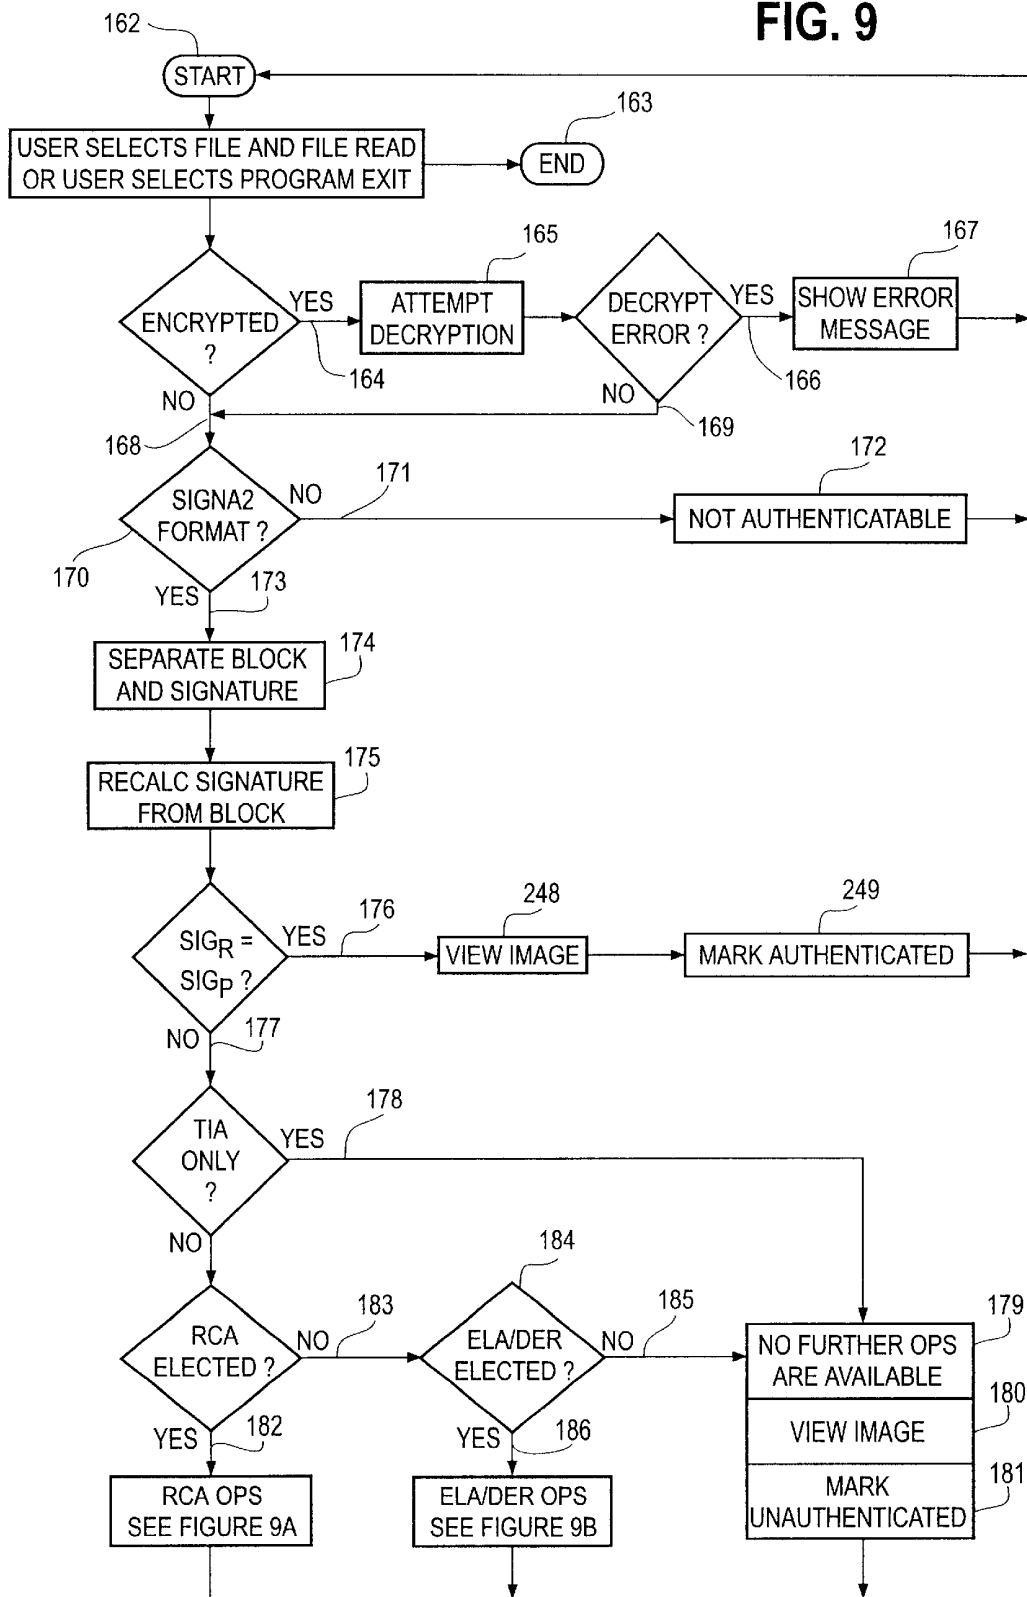 FIG. 9
162
START
163
USER SELECTS FILE AND FILE READ
OR USER SELECTS PROGRAM EXIT
END
165
167
ENCRYPTED
?
YES
164
ATTEMPT
DECRYPTION
DECRYPT
ERROR ?
YES
166
SHOW ERROR
MESSAGE
NO
NO
168
169
SIGNA2
FORMAT ?
NO
171
172
NOT AUTHENTICATABLE
170
YES
173
SEPARATE BLOCK
AND SIGNATURE
174
RECALC SIGNATURE
FROM BLOCK
175
SIGR =
SIGP ?
YES
176
248
VIEW IMAGE
249
MARK AUTHENTICATED
NO
177
TIA
ONLY
?
YES
178
NO
RCA
ELECTED ?
NO
183
184
ELA/DER
ELECTED ?
NO
185
179
NO FURTHER OPS
ARE AVAILABLE
180
VIEW IMAGE
181
MARK
UNAUTHENTICATED
YES
182
YES
186
RCA OPS
SEE FIGURE 9A
ELA/DER OPS
SEE FIGURE 9B